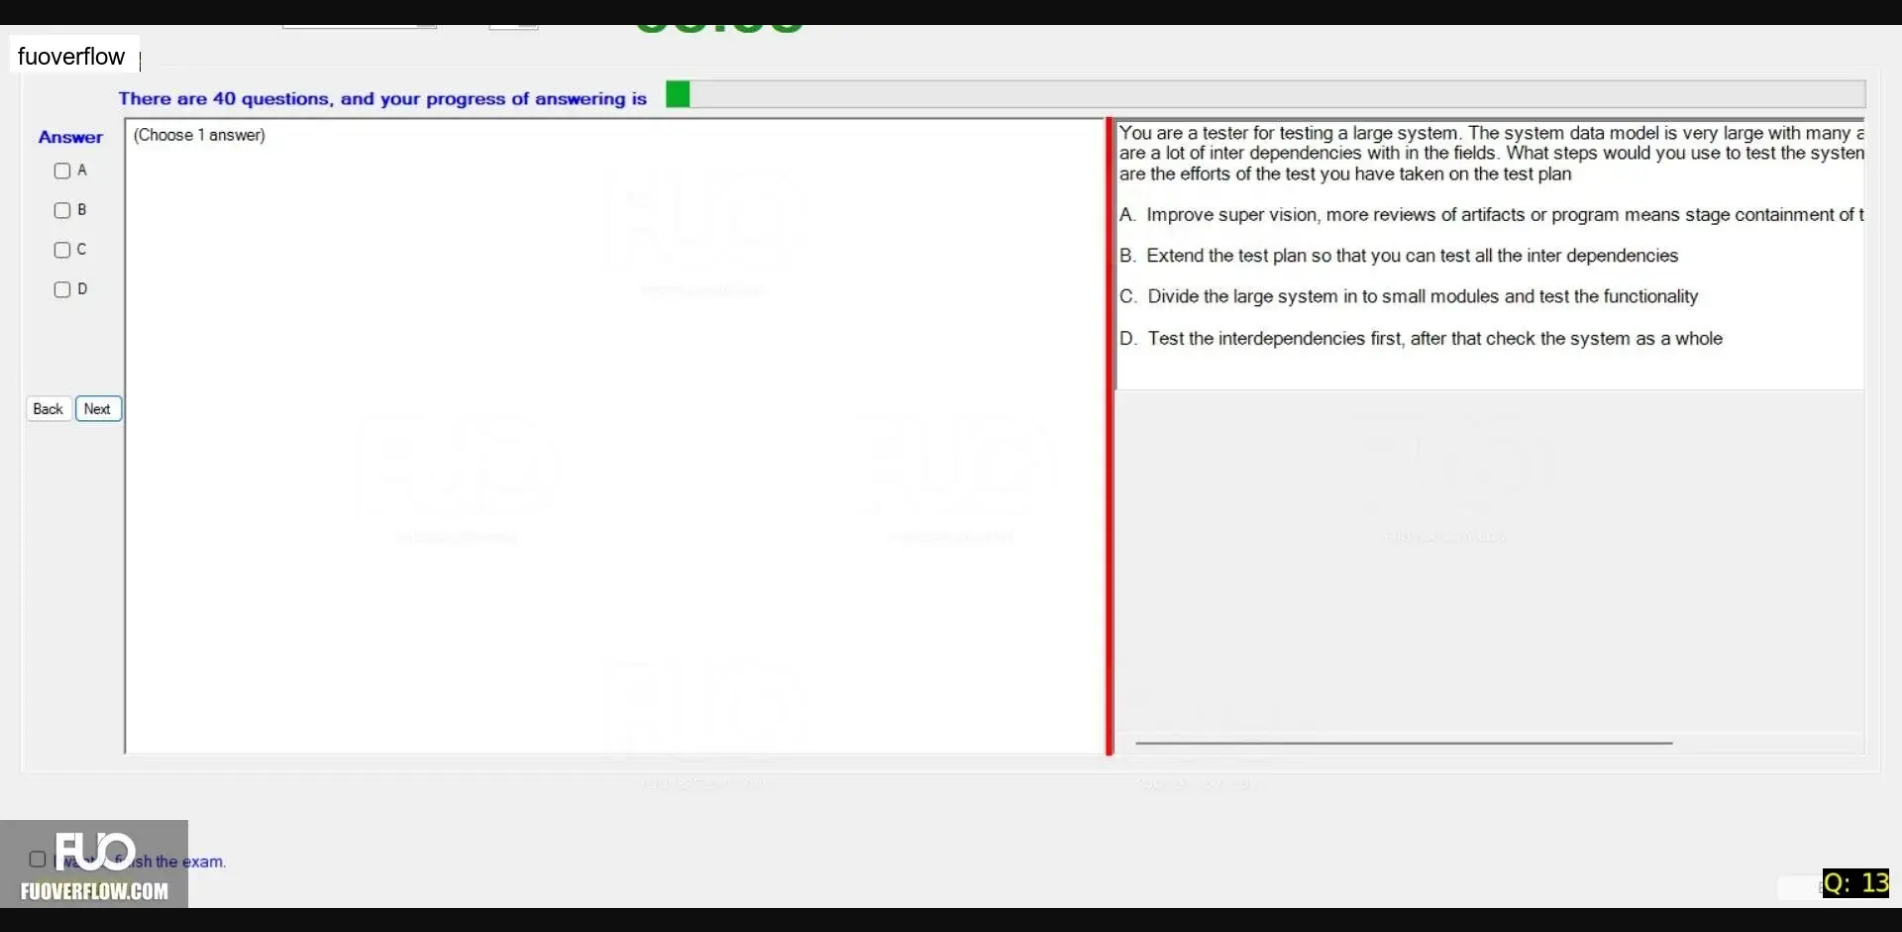 fuoverflow
There are 40 questions, and your progress of answering is
Answer
(Choose 1 answer)
A
B
C
D
Back Next
You are a tester for testing a large system. The system data model is very large with many
are a lot of inter dependencies with in the fields. What steps would you use to test the
are the efforts of the test you have taken on the test plan
A. Improve super vision, more reviews of artifacts or program means stage containment of
B. Extend the test plan so that you can test all the inter dependencies
C. Divide the large system in to small modules and test the functionality
D. Test the interdependencies first, after that check the system as a whole
the exam.
FUO
FUOVERFLOW.COM
Q: 13